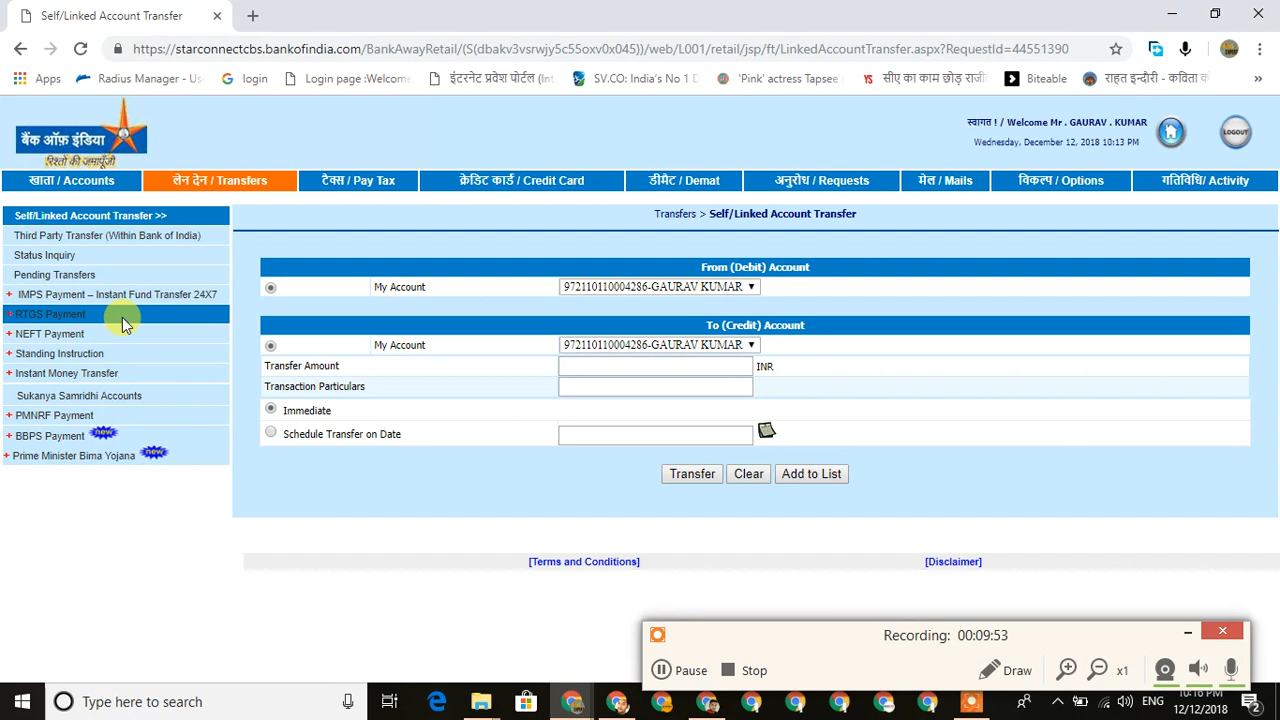 Self/Linked Account Transfer
https://starconnectcbs.bankofindia.com/BankAwayRetail/(S(dbakv3vsrwjy5c55oxv0x045))/web/L001/retail/jsp/ft/LinkedAccountTransfer.aspx?RequestId=44551390
Apps Radius Manager - Us login Login page :Welcome इंटरनेट प्रवेश पोर्टल (Int SV.CO: India's No 1 D 'Pink' actress Tapsee YS सीए का काम छोड़ राजी Biteable राहत इन्दौरी - कविता क »
बैंक ऑफ़ इंडिया
रिश्तों की जमापूँजी
स्वागत ! / Welcome Mr . GAURAV . KUMAR
Wednesday, December 12, 2018 10:13 PM
LOGOUT
खाता / Accounts लेन देन / Transfers टैक्स / Pay Tax क्रेडिट कार्ड / Credit Card डीमैट / Demat अनुरोध / Requests मेल / Mails विकल्प / Options गतिविधि/ Activity
Self/Linked Account Transfer >>
Third Party Transfer (Within Bank of India)
Status Inquiry
Pending Transfers
+ IMPS Payment – Instant Fund Transfer 24X7
+ RTGS Payment
+ NEFT Payment
+ Standing Instruction
+ Instant Money Transfer
Sukanya Samridhi Accounts
+ PMNRF Payment
+ BBPS Payment new
+ Prime Minister Bima Yojana new
Transfers > Self/Linked Account Transfer
From (Debit) Account
My Account 972110110004286-GAURAV KUMAR
To (Credit) Account
My Account 972110110004286-GAURAV KUMAR
Transfer Amount INR
Transaction Particulars
Immediate
Schedule Transfer on Date
Transfer Clear Add to List
[Terms and Conditions] [Disclaimer]
Recording: 00:09:53
Pause Stop Draw x1
Type here to search
ENG
10:16 PM
12/12/2018
2